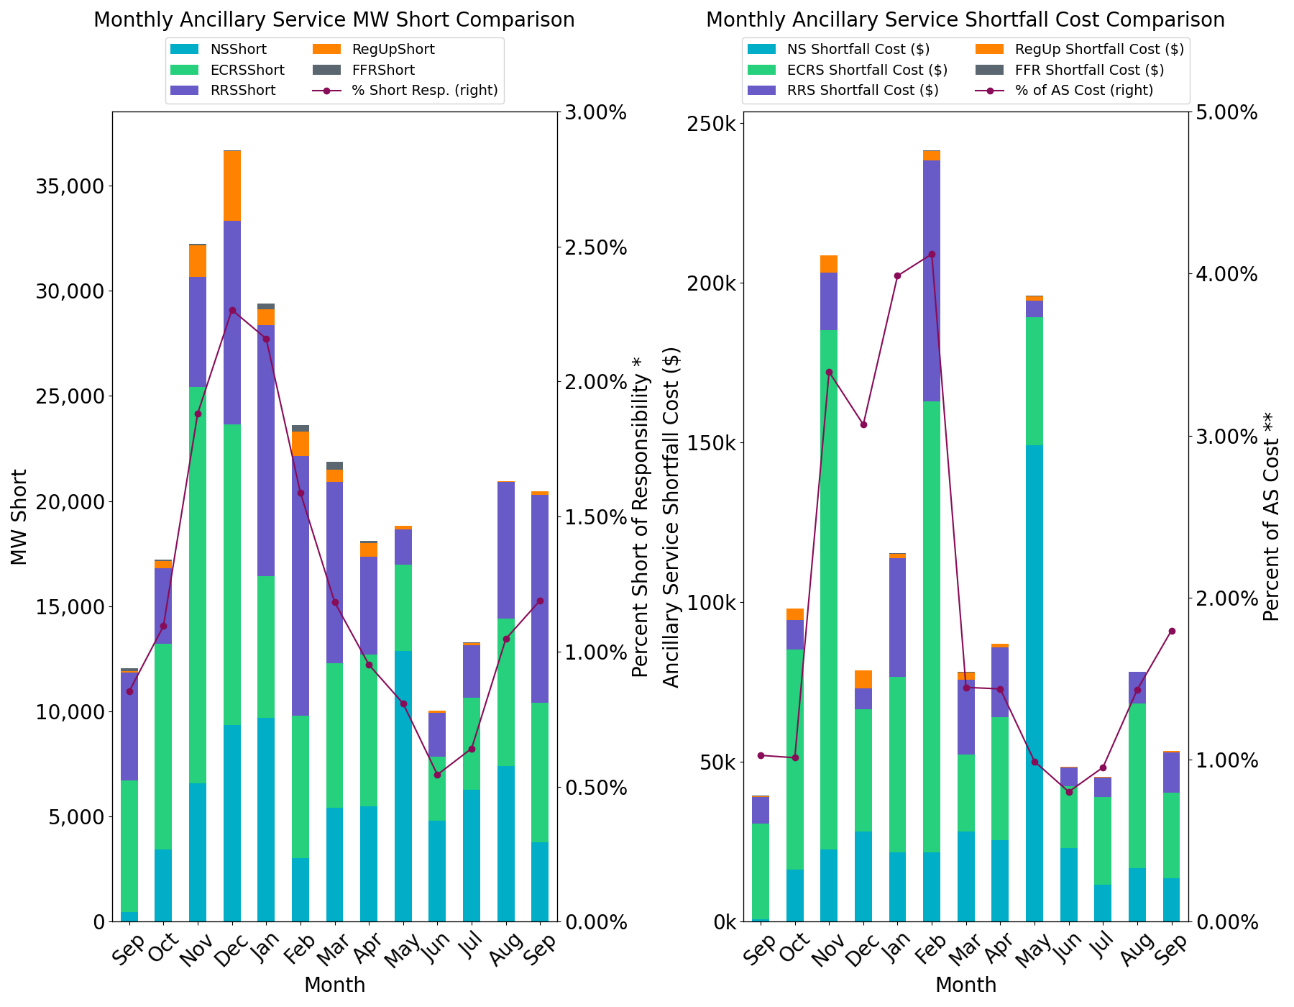 Monthly Ancillary Service MW Short Comparison
NSShort RegUpShort
ECRSShort FFRShort
RRSShort % Short Resp. (right)
3.00%
35,000
2.50%
30,000
2.00%
25,000
20,000
1.50%
15,000
1.00%
10,000
0.50%
5,000
0 0.00%
MW Short
Percent Short of Responsibility *
Sep Oct Nov Dec Jan Feb Mar Apr May Jun Jul Aug Sep
Month
Monthly Ancillary Service Shortfall Cost Comparison
NS Shortfall Cost ($) RegUp Shortfall Cost ($)
ECRS Shortfall Cost ($) FFR Shortfall Cost ($)
RRS Shortfall Cost ($) % of AS Cost (right)
5.00%
250k
200k 4.00%
150k 3.00%
100k 2.00%
50k 1.00%
0k 0.00%
Ancillary Service Shortfall Cost ($)
Percent of AS Cost **
Sep Oct Nov Dec Jan Feb Mar Apr May Jun Jul Aug Sep
Month